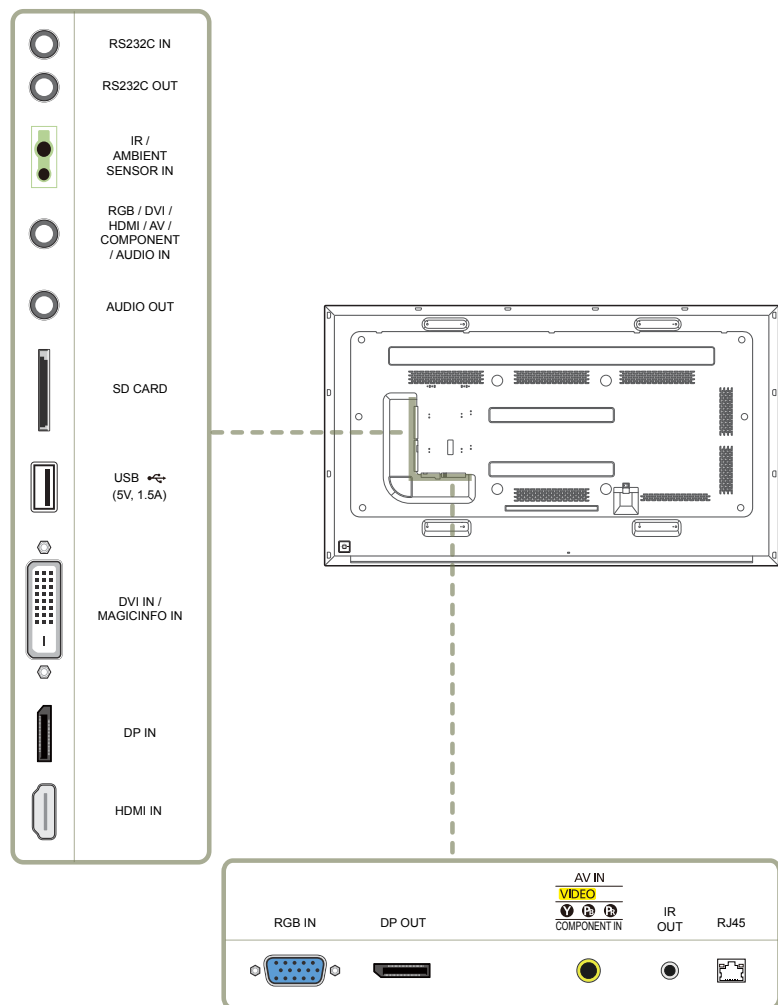 RS232C IN
RS232C OUT
IR /
AMBIENT
SENSOR IN
RGB / DVI /
HDMI / AV /
COMPONENT
/ AUDIO IN
AUDIO OUT
SD CARD
USB
(5V, 1.5A)
DVI IN /
MAGICINFO IN
DP IN
HDMI IN
RGB IN
DP OUT
AV IN
VIDEO
Y PB PR
COMPONENT IN
IR
OUT
RJ45